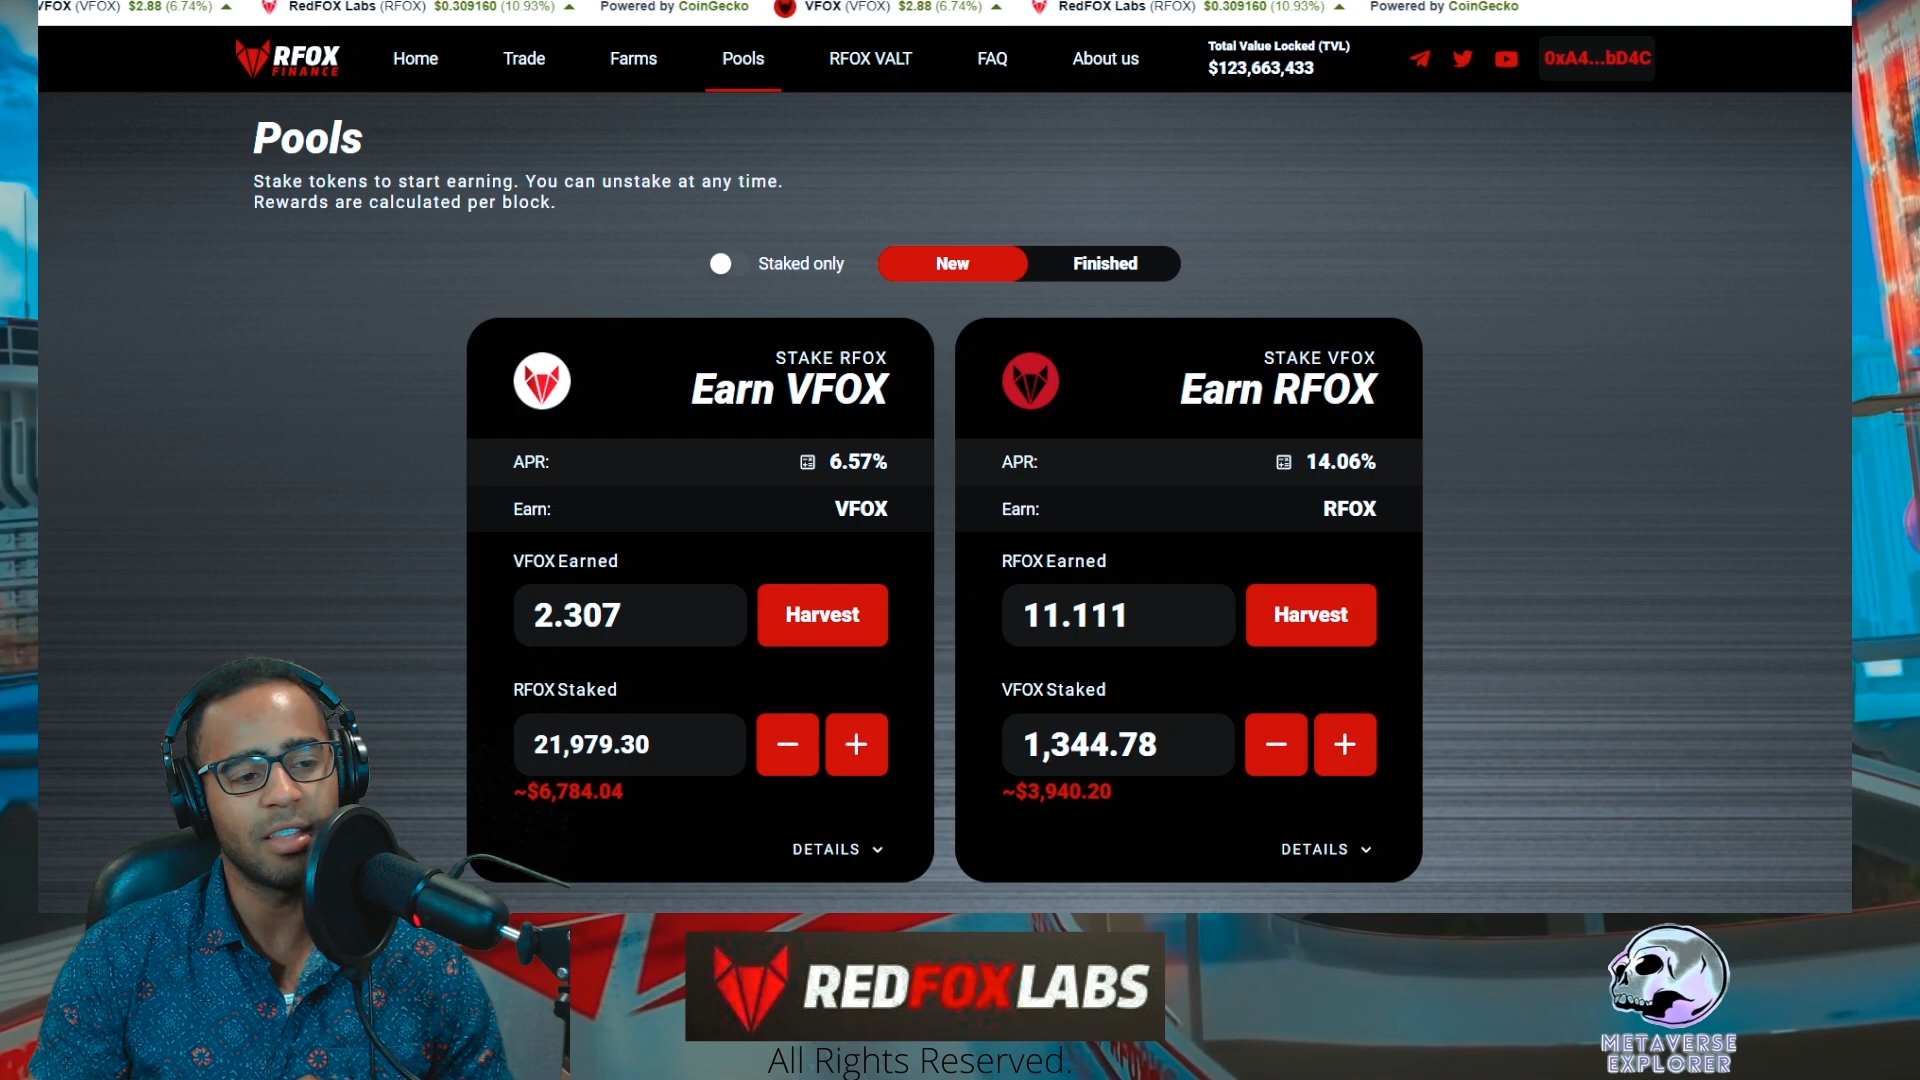 VFOX (VFOX) $2.88 (6.74%) RedFOX Labs (RFOX) $0.309160 (10.93%) Powered by CoinGecko VFOX (VFOX) $2.88 (6.74%) RedFOX Labs (RFOX) $0.309160 (10.93%) Powered by CoinGecko
RFOX FINANCE
Home Trade Farms Pools RFOX VALT FAQ About us
Total Value Locked (TVL)
$123,663,433
0xA4...bD4C
Pools
Stake tokens to start earning. You can unstake at any time.
Rewards are calculated per block.
Staked only New Finished
STAKE RFOX
Earn VFOX
APR: 6.57%
Earn: VFOX
VFOX Earned
2.307 Harvest
RFOX Staked
21,979.30 − +
~$6,784.04
DETAILS
STAKE VFOX
Earn RFOX
APR: 14.06%
Earn: RFOX
RFOX Earned
11.111 Harvest
VFOX Staked
1,344.78 − +
~$3,940.20
DETAILS
REDFOXLABS
All Rights Reserved.
METAVERSE
EXPLORER